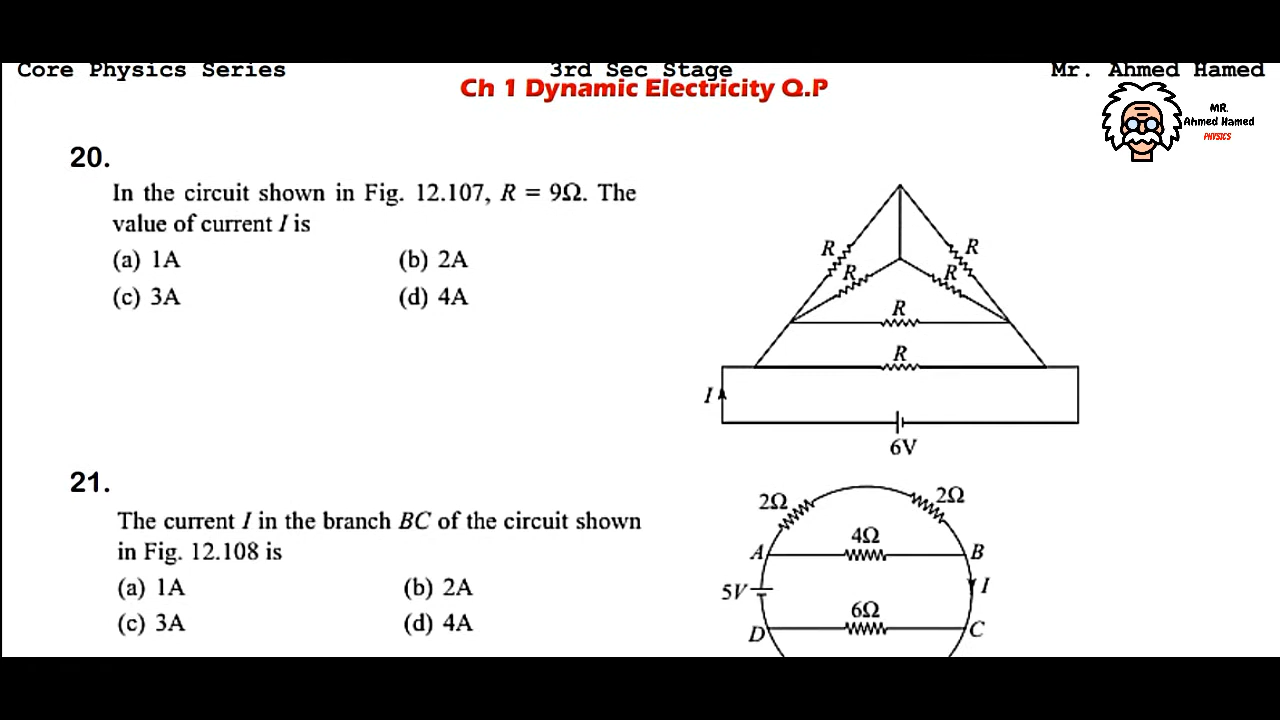 Core Physics Series 3rd Sec Stage Mr. Ahmed Hamed
Ch 1 Dynamic Electricity Q.P
MR.
Ahmed Hamed
PHYSICS
20.
In the circuit shown in Fig. 12.107, R = 9Ω. The
value of current I is
(a) 1A (b) 2A
(c) 3A (d) 4A
R R
R R
R
R
I
6V
21.
The current I in the branch BC of the circuit shown
in Fig. 12.108 is
(a) 1A (b) 2A
(c) 3A (d) 4A
2Ω 2Ω
4Ω
A B
5V I
6Ω
D C